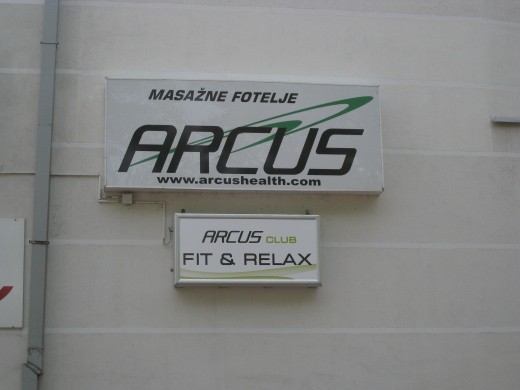 MASAŽNE FOTELJE
ARCUS
www.arcushealth.com
ARCUS CLUB
FIT & RELAX